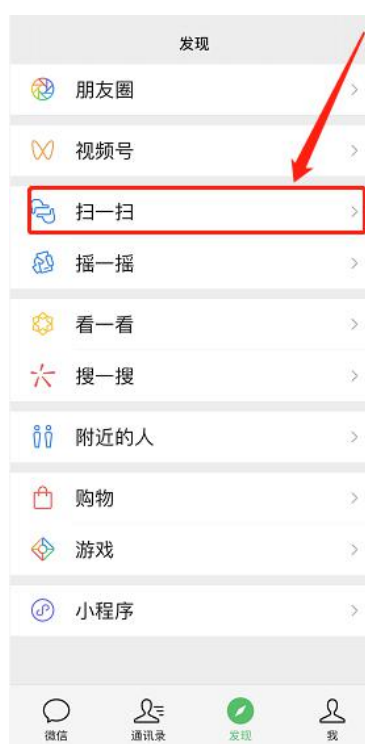 发现
朋友圈
视频号
扫一扫
摇一摇
看一看
搜一搜
附近的人
购物
游戏
小程序
微信 通讯录 发现 我